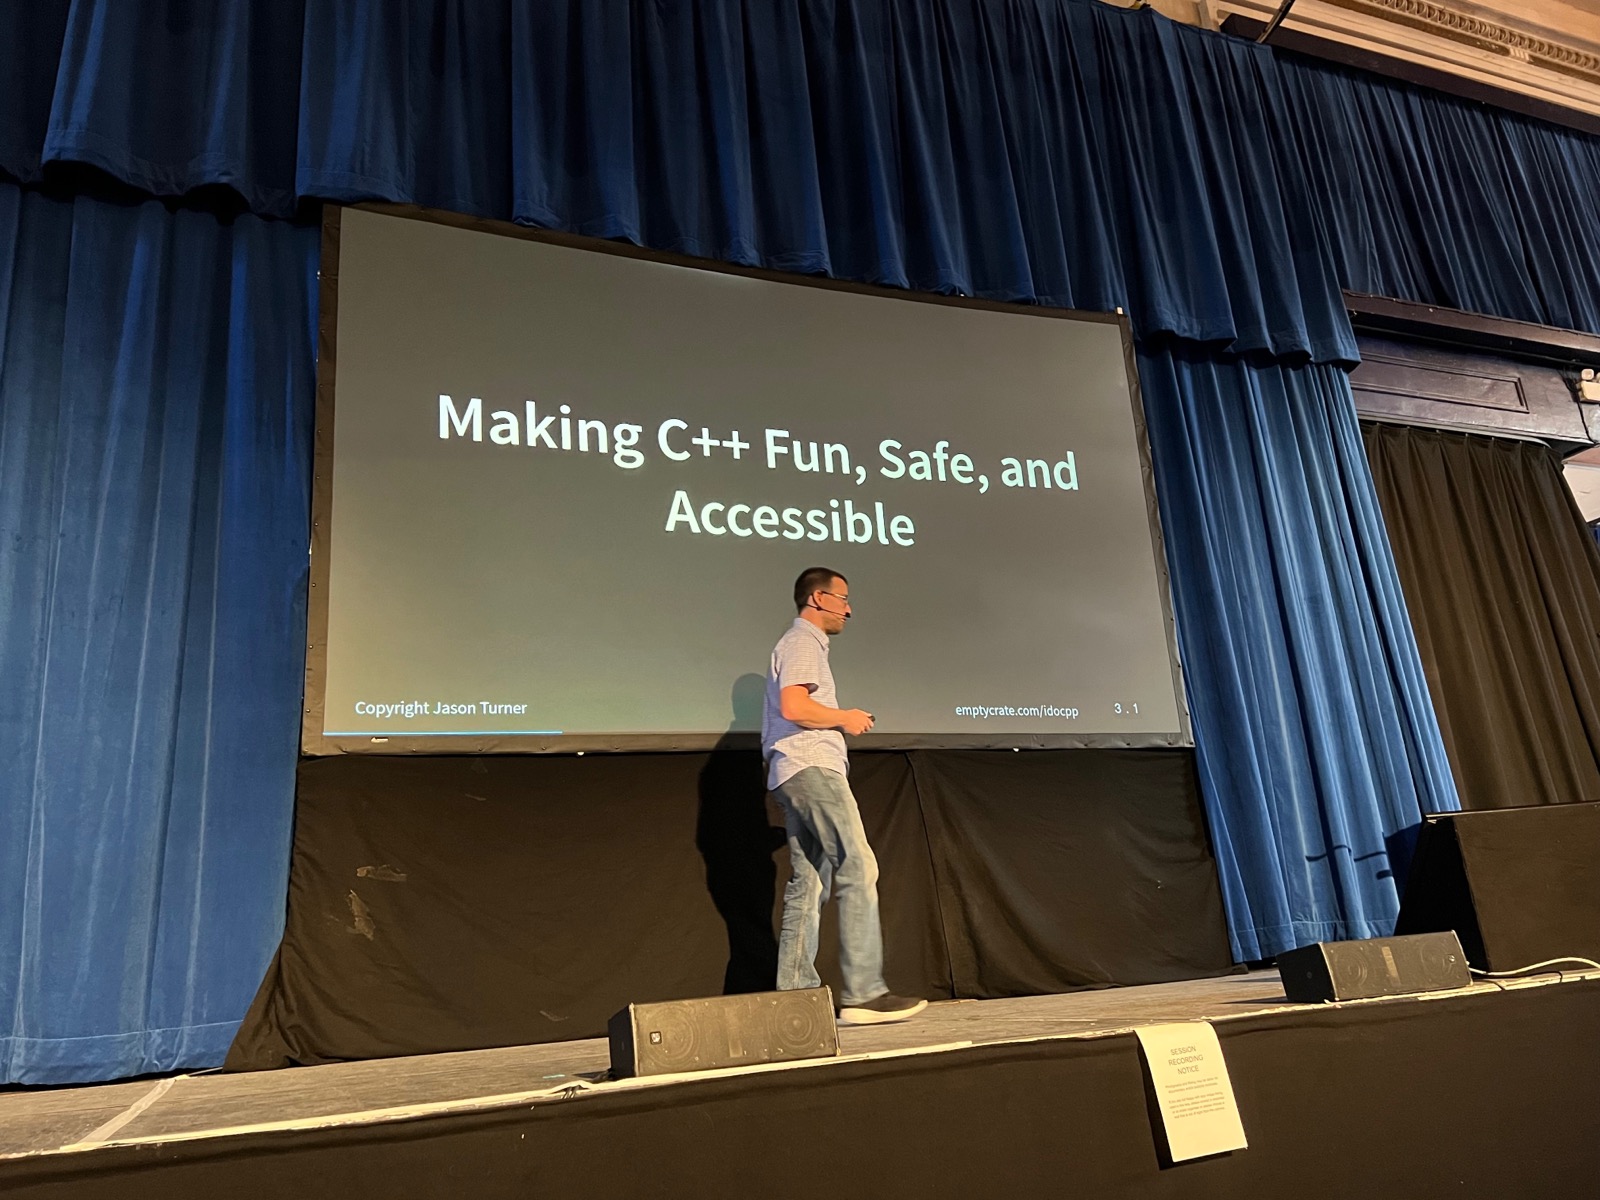 Making C++ Fun, Safe, and
Accessible
Copyright Jason Turner
emptycrate.com/idocpp
3 . 1
SESSION
RECORDING
NOTICE